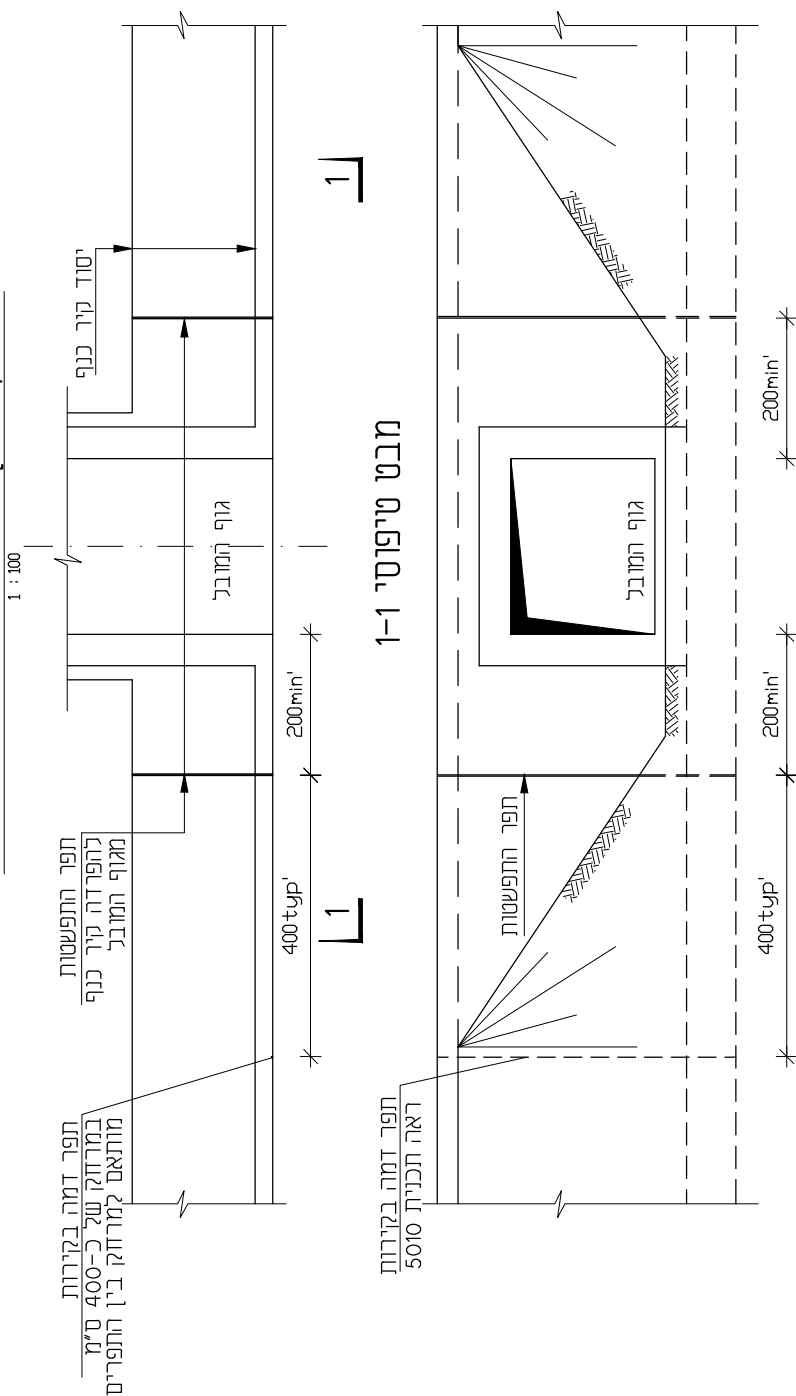 1 : 100
תפר דמה בקירות
במרחק של כ-400 ס"מ
מותאם למרחק בין התפרים
תפר התפשטות
להפרדה קיר כנף
מגוף המובל
יסוד קיר כנף
גוף המובל
400typ'
200min'
1
1
מבט טיפוסי 1-1
תפר דמה בקירות
ראה תכנית 5010
תפר התפשטות
גוף המובל
400typ'
200min'
200min'